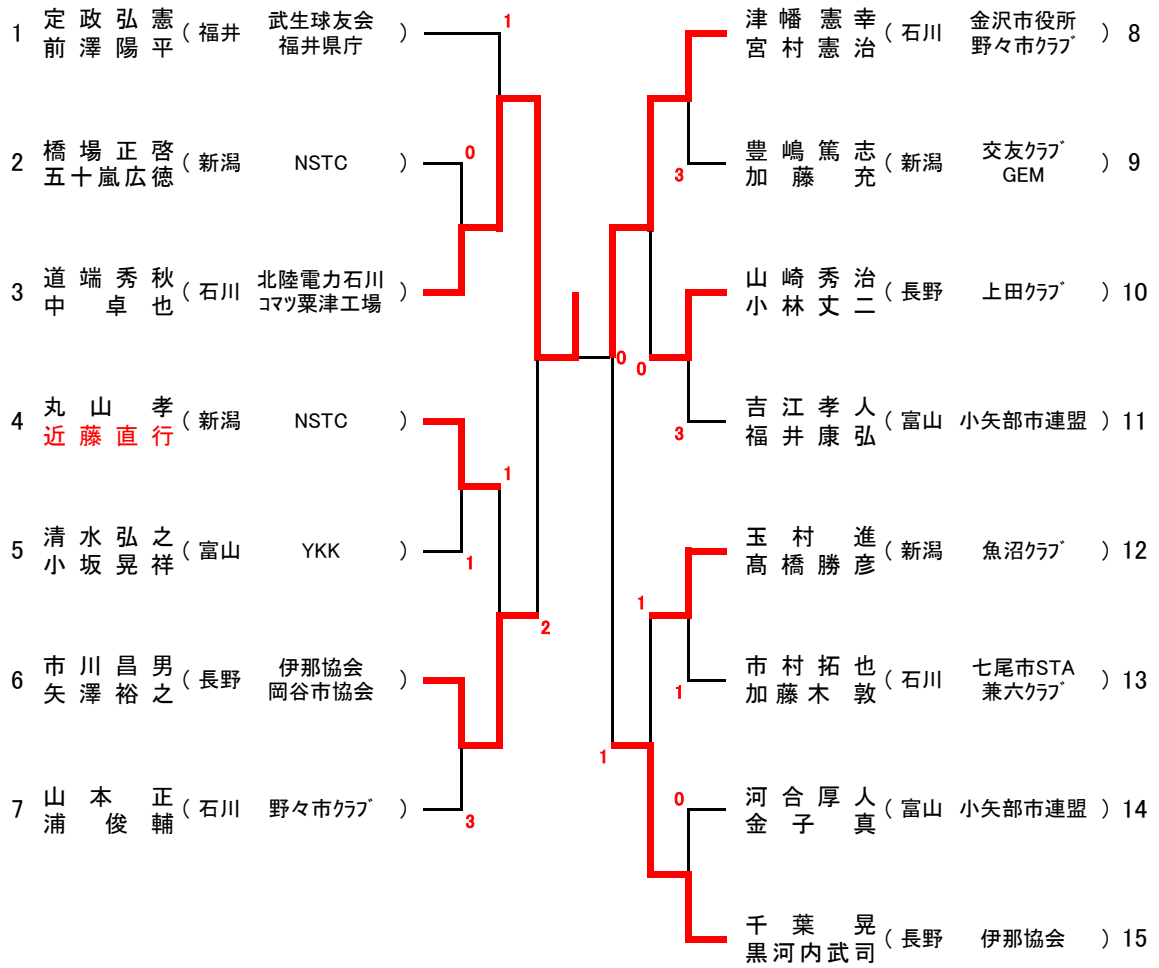 1 定政弘憲 ( 福井 武生球友会 )
前澤陽平 福井県庁
1
2 橋場正啓 ( 新潟 NSTC )
五十嵐広徳
0
3 道端秀秋 ( 石川 北陸電力石川 )
中卓也 コマツ粟津工場
4 丸山孝 ( 新潟 NSTC )
近藤直行
1
5 清水弘之 ( 富山 YKK )
小坂晃祥
1
6 市川昌男 ( 長野 伊那協会 )
矢澤裕之 岡谷市協会
2
7 山本正 ( 石川 野々市クラブ )
浦俊輔
3
津幡憲幸 ( 石川 金沢市役所 ) 8
宮村憲治 野々市クラブ
豊嶋篤志 ( 新潟 交友クラブ ) 9
加藤充 GEM
3
山崎秀治 ( 長野 上田クラブ ) 10
小林丈二
0
0
吉江孝人 ( 富山 小矢部市連盟 ) 11
福井康弘
3
玉村進 ( 新潟 魚沼クラブ ) 12
髙橋勝彦
1
市村拓也 ( 石川 七尾市STA ) 13
加藤木敦 兼六クラブ
1
1
河合厚人 ( 富山 小矢部市連盟 ) 14
金子真
0
千葉晃 ( 長野 伊那協会 ) 15
黒河内武司